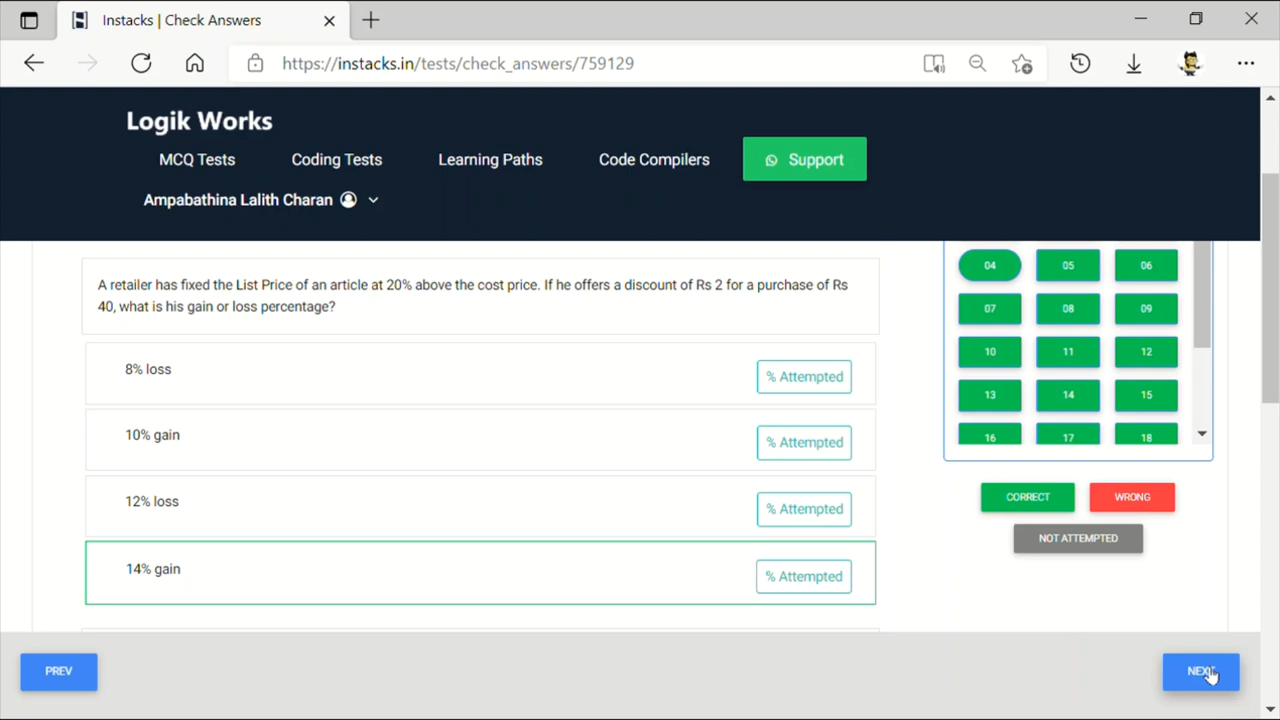 Instacks | Check Answers
https://instacks.in/tests/check_answers/759129
Logik Works
MCQ Tests Coding Tests Learning Paths Code Compilers Support
Ampabathina Lalith Charan
A retailer has fixed the List Price of an article at 20% above the cost price. If he offers a discount of Rs 2 for a purchase of Rs
40, what is his gain or loss percentage?
8% loss % Attempted
10% gain % Attempted
12% loss % Attempted
14% gain % Attempted
04 05 06
07 08 09
10 11 12
13 14 15
16 17 18
CORRECT WRONG
NOT ATTEMPTED
PREV NEXT